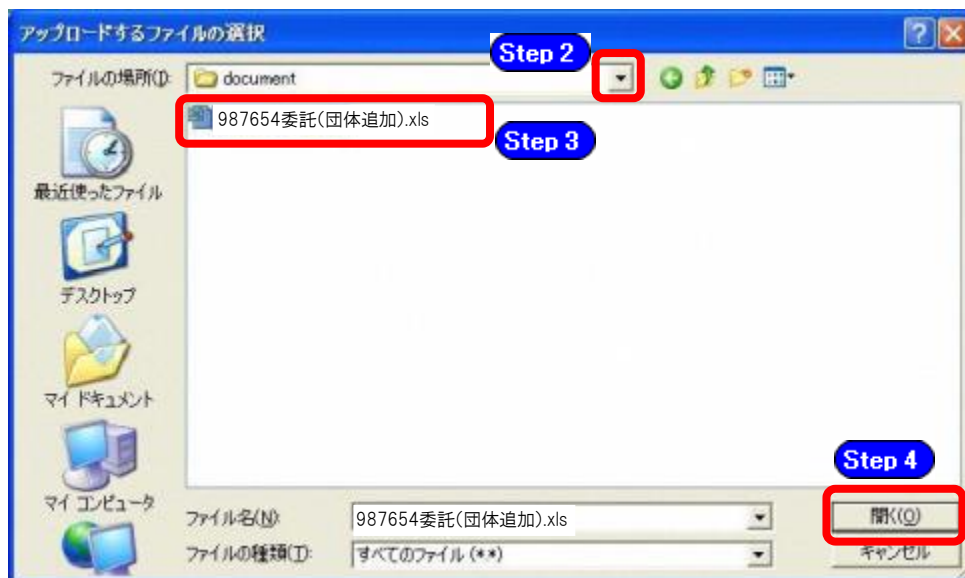 アップロードするファイルの選択
Step 2
ファイルの場所(I):
document
987654委託(団体追加).xls
Step 3
最近使ったファイル
デスクトップ
マイ ドキュメント
マイ コンピュータ
Step 4
ファイル名(N):
987654委託(団体追加).xls
開く(O)
ファイルの種類(T):
すべてのファイル (*.*)
キャンセル